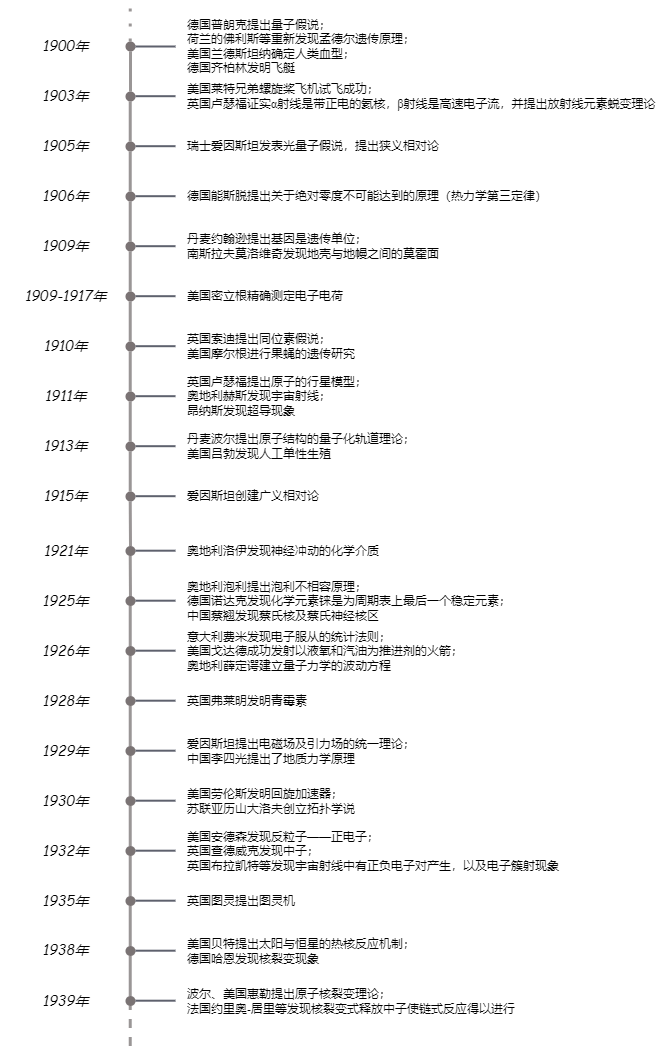 1900年
德国普朗克提出量子假说；
荷兰的佛利斯等重新发现孟德尔遗传原理；
美国兰德斯坦纳确定人类血型；
德国齐柏林发明飞艇
1903年
美国莱特兄弟螺旋桨飞机试飞成功；
英国卢瑟福证实α射线是带正电的氦核，β射线是高速电子流，并提出放射线元素蜕变理论
1905年
瑞士爱因斯坦发表光量子假说，提出狭义相对论
1906年
德国能斯脱提出关于绝对零度不可能达到的原理（热力学第三定律）
1909年
丹麦约翰逊提出基因是遗传单位；
南斯拉夫莫洛维奇发现地壳与地幔之间的莫霍面
1909-1917年
美国密立根精确测定电子电荷
1910年
英国索迪提出同位素假说；
美国摩尔根进行果蝇的遗传研究
1911年
英国卢瑟福提出原子的行星模型；
奥地利赫斯发现宇宙射线；
昂纳斯发现超导现象
1913年
丹麦波尔提出原子结构的量子化轨道理论；
美国吕勃发现人工单性生殖
1915年
爱因斯坦创建广义相对论
1921年
奥地利洛伊发现神经冲动的化学介质
1925年
奥地利泡利提出泡利不相容原理；
德国诺达克发现化学元素铼是为周期表上最后一个稳定元素；
中国蔡翘发现蔡氏核及蔡氏神经核区
1926年
意大利费米发现电子服从的统计法则；
美国戈达德成功发射以液氧和汽油为推进剂的火箭；
奥地利薛定谔建立量子力学的波动方程
1928年
英国弗莱明发明青霉素
1929年
爱因斯坦提出电磁场及引力场的统一理论；
中国李四光提出了地质力学原理
1930年
美国劳伦斯发明回旋加速器；
苏联亚历山大洛夫创立拓扑学说
1932年
美国安德森发现反粒子——正电子；
英国查德威克发现中子；
英国布拉凯特等发现宇宙射线中有正负电子对产生，以及电子簇射现象
1935年
英国图灵提出图灵机
1938年
美国贝特提出太阳与恒星的热核反应机制；
德国哈恩发现核裂变现象
1939年
波尔、美国惠勒提出原子核裂变理论；
法国约里奥-居里等发现核裂变式释放中子使链式反应得以进行